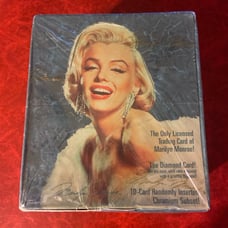 The Only Licensed
Trading Card of
Marilyn Monroe!
The Diamond Card!
10-Card Randomly Inserted
Chromium Subset!